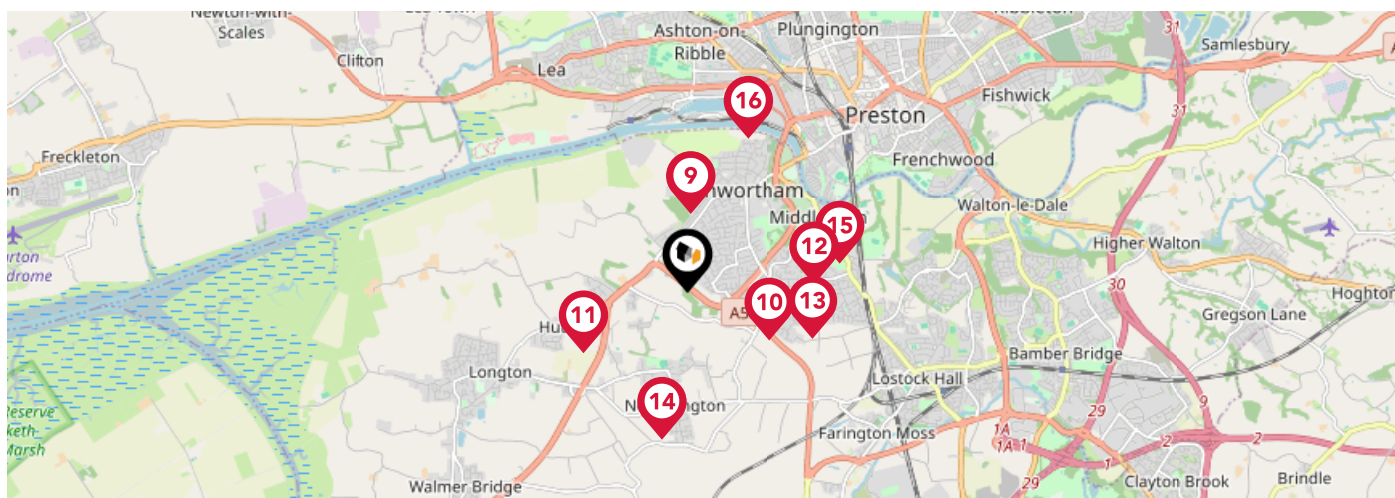 Newton-with-
Scales
Clifton
Lea
Ashton-on-
Ribble
Plungington
31
Samlesbury
A
16
Fishwick
31
Preston
Freckleton
Frenchwood
9
nwortham
Walton-le-Dale
Midd
15
12
Higher Walton
arton
drome
30
Hoghton
10
13
A5
Gregson Lane
11
Hu
Bamber Bridge
Longton
Lostock Hall
14
N
ngton
29
9
Reserve
keth-
Marsh
1A
1A
1
2
2
Farington Moss
1
Walmer Bridge
29
Clayton Brook
Brindle